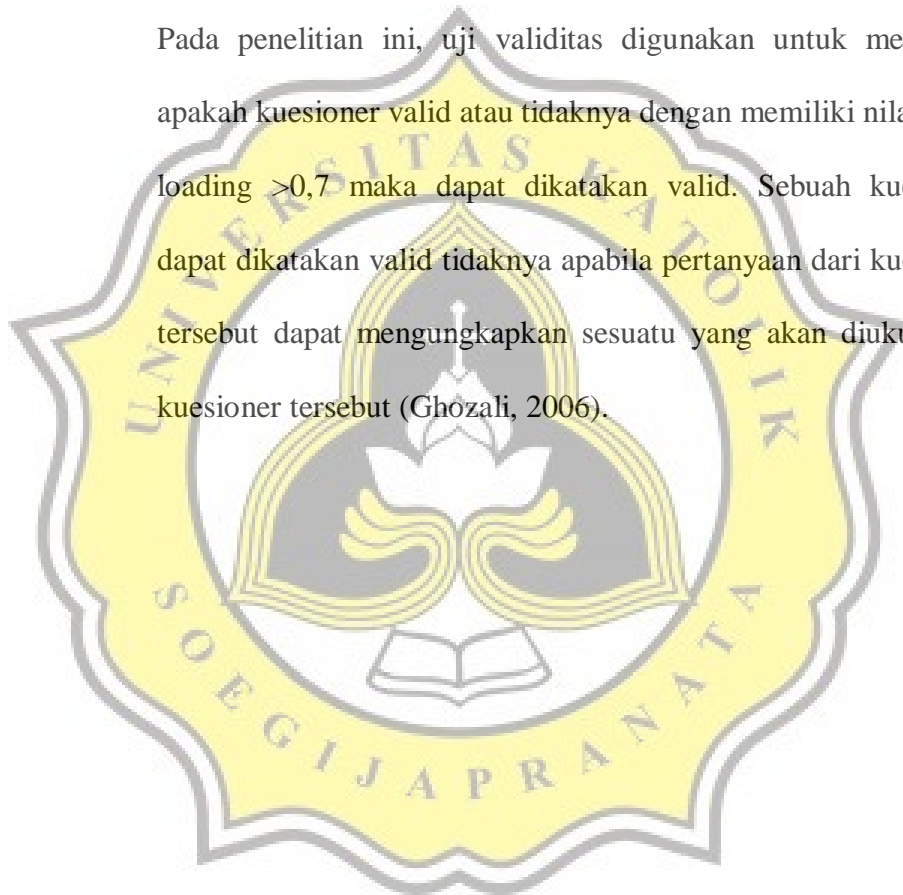 Pada penelitian ini, uji validitas digunakan untuk me
apakah kuesioner valid atau tidaknya dengan memiliki nila
loading >0,7 maka dapat dikatakan valid. Sebuah kue
dapat dikatakan valid tidaknya apabila pertanyaan dari kue
tersebut dapat mengungkapkan sesuatu yang akan diuku
kuesioner tersebut (Ghozali, 2006).
UNIVERSITAS KATOLIK
SOEGIJAPRANATA